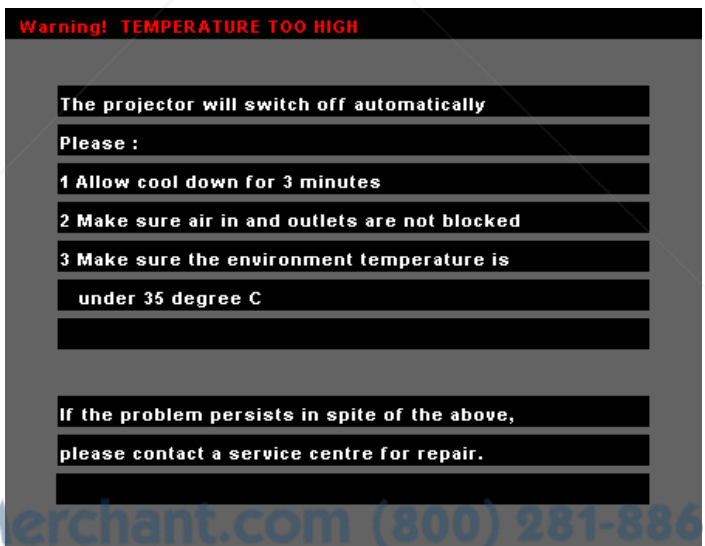 Warning! TEMPERATURE TOO HIGH
The projector will switch off automatically
Please :
1 Allow cool down for 3 minutes
2 Make sure air in and outlets are not blocked
3 Make sure the environment temperature is
under 35 degree C
If the problem persists in spite of the above,
please contact a service centre for repair.
erchant.com (800) 281-886